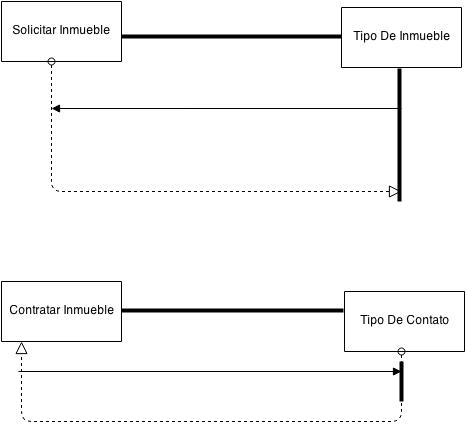 Solicitar Inmueble
Tipo De Inmueble
Contratar Inmueble
Tipo De Contato